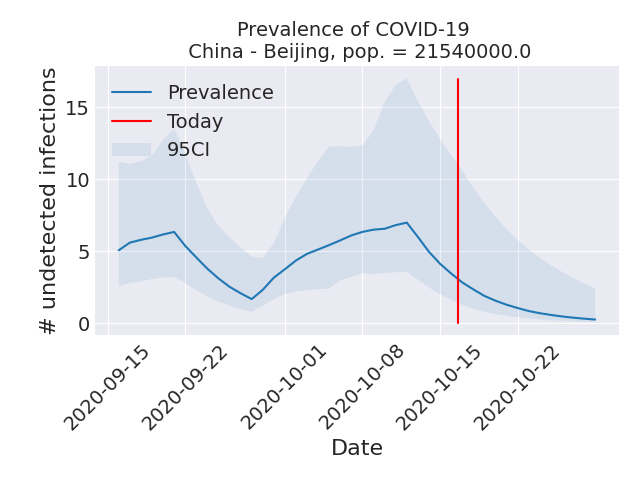 Prevalence of COVID-19
China - Beijing, pop. = 21540000.0
# undetected infections
15
10
5
0
Prevalence
Today
95CI
2020-09-15
2020-09-22
2020-10-01
2020-10-08
2020-10-15
2020-10-22
Date